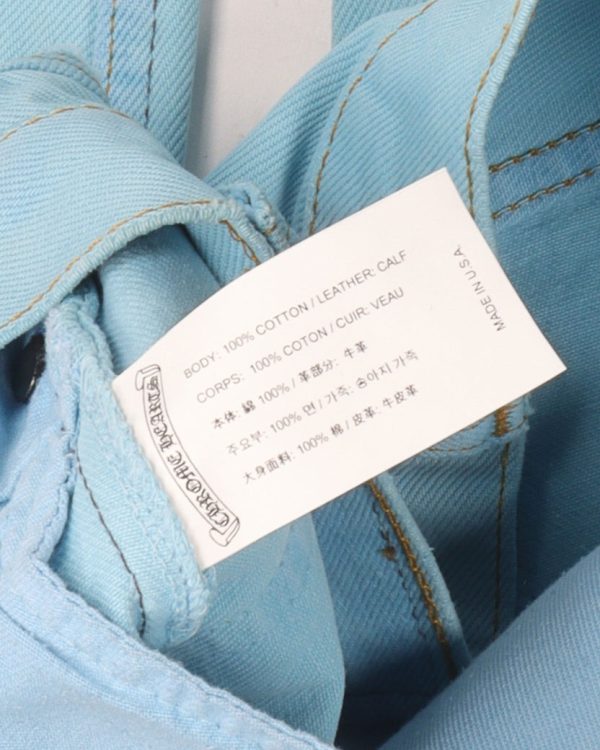 CHROME HEARTS
BODY: 100% COTTON / LEATHER: CALF
CORPS: 100% COTON / CUIR: VEAU
本体: 綿 100% / 革部分: 牛革
주요부: 100% 면 / 가죽: 송아지 가죽
大身面料: 100% 棉 / 皮革: 牛皮革
MADE IN U.S.A.